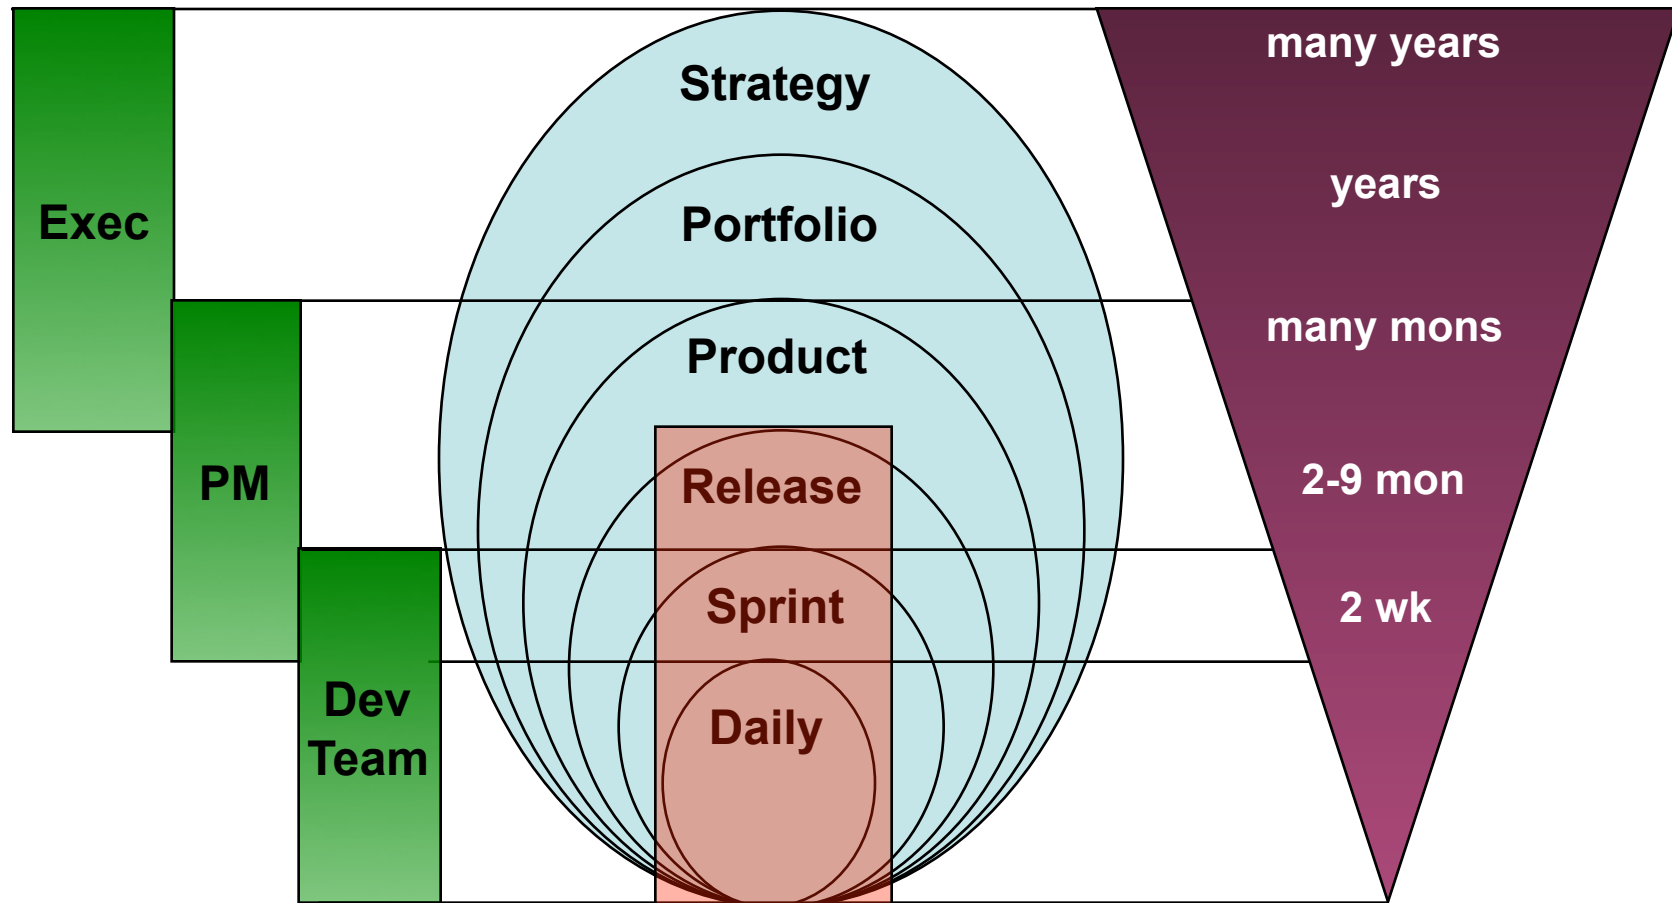 Exec
PM
Dev
Team
Strategy
Portfolio
Product
Release
Sprint
Daily
many years
years
many mons
2-9 mon
2 wk